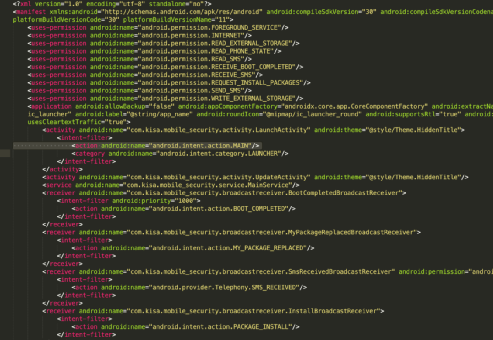 <?xml version="1.0" encoding="utf-8" standalone="no"?>
<manifest xmlns:android="http://schemas.android.com/apk/res/android" android:compileSdkVersion="30" android:compileSdkVersionCodena
platformBuildVersionCode="30" platformBuildVersionName="11">
<uses-permission android:name="android.permission.FOREGROUND_SERVICE"/>
<uses-permission android:name="android.permission.INTERNET"/>
<uses-permission android:name="android.permission.READ_EXTERNAL_STORAGE"/>
<uses-permission android:name="android.permission.READ_PHONE_STATE"/>
<uses-permission android:name="android.permission.READ_SMS"/>
<uses-permission android:name="android.permission.RECEIVE_BOOT_COMPLETED"/>
<uses-permission android:name="android.permission.RECEIVE_SMS"/>
<uses-permission android:name="android.permission.REQUEST_INSTALL_PACKAGES"/>
<uses-permission android:name="android.permission.SEND_SMS"/>
<uses-permission android:name="android.permission.WRITE_EXTERNAL_STORAGE"/>
<application android:allowBackup="false" android:appComponentFactory="androidx.core.app.CoreComponentFactory" android:extractNa
ic_launcher" android:label="@string/app_name" android:roundIcon="@mipmap/ic_launcher_round" android:supportsRtl="true" android:
usesCleartextTraffic="true">
<activity android:name="com.kisa.mobile_security.activity.LaunchActivity" android:theme="@style/Theme.HiddenTitle">
<intent-filter>
<action android:name="android.intent.action.MAIN"/>
<category android:name="android.intent.category.LAUNCHER"/>
</intent-filter>
</activity>
<activity android:name="com.kisa.mobile_security.activity.UpdateActivity" android:theme="@style/Theme.HiddenTitle"/>
<service android:name="com.kisa.mobile_security.service.MainService"/>
<receiver android:name="com.kisa.mobile_security.broadcastreceiver.BootCompletedBroadcastReceiver">
<intent-filter android:priority="1000">
<action android:name="android.intent.action.BOOT_COMPLETED"/>
</intent-filter>
</receiver>
<receiver android:name="com.kisa.mobile_security.broadcastreceiver.MyPackageReplacedBroadcastReceiver">
<intent-filter>
<action android:name="android.intent.action.MY_PACKAGE_REPLACED"/>
</intent-filter>
</receiver>
<receiver android:name="com.kisa.mobile_security.broadcastreceiver.SmsReceivedBroadcastReceiver" android:permission="androi
<intent-filter>
<action android:name="android.provider.Telephony.SMS_RECEIVED"/>
</intent-filter>
</receiver>
<receiver android:name="com.kisa.mobile_security.broadcastreceiver.InstallBroadcastReceiver">
<intent-filter>
<action android:name="android.intent.action.PACKAGE_INSTALL"/>
</intent-filter>